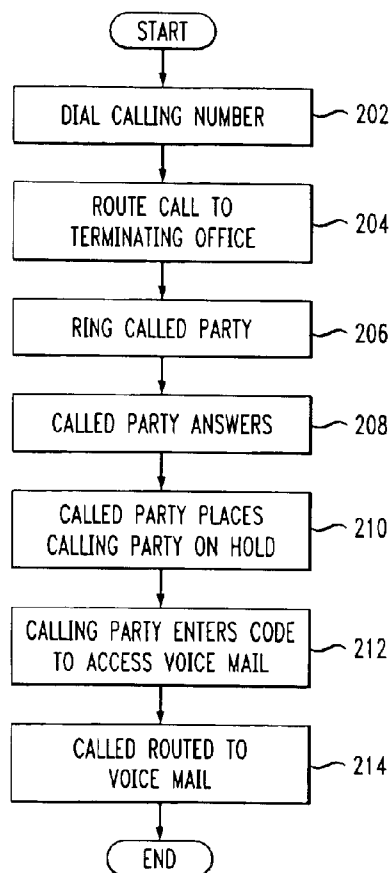 START
DIAL CALLING NUMBER
202
ROUTE CALL TO
TERMINATING OFFICE
204
RING CALLED PARTY
206
CALLED PARTY ANSWERS
208
CALLED PARTY PLACES
CALLING PARTY ON HOLD
210
CALLING PARTY ENTERS CODE
TO ACCESS VOICE MAIL
212
CALLED ROUTED TO
VOICE MAIL
214
END